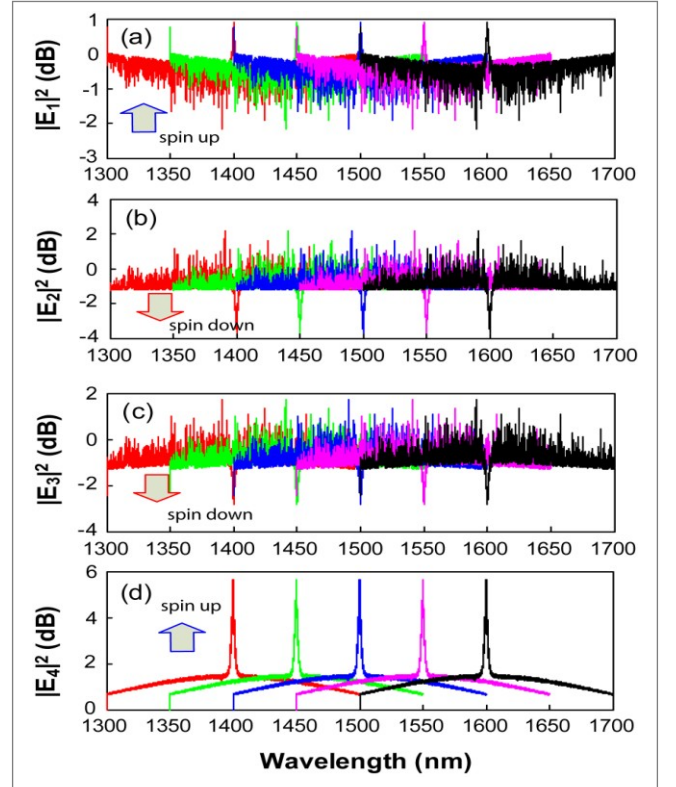 1
0
-1
-2
-3
|E₁|² (dB)
(a)
spin up
1300 1350 1400 1450 1500 1550 1600 1650 1700
4
2
0
-2
-4
|E₂|² (dB)
(b)
spin down
1300 1350 1400 1450 1500 1550 1600 1650 1700
2
0
-2
-4
|E₃|² (dB)
(c)
spin down
1300 1350 1400 1450 1500 1550 1600 1650 1700
6
4
2
0
|E₄|² (dB)
(d)
spin up
1300 1350 1400 1450 1500 1550 1600 1650 1700
Wavelength (nm)